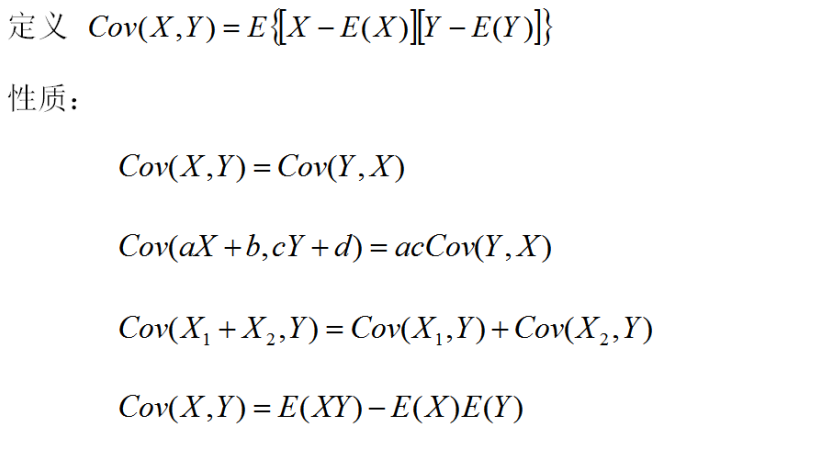 定义 Cov(X,Y)=E{[X-E(X)][Y-E(Y)]}
性质：
Cov(X,Y)=Cov(Y,X)
Cov(aX+b,cY+d)=acCov(Y,X)
Cov(X₁+X₂,Y)=Cov(X₁,Y)+Cov(X₂,Y)
Cov(X,Y)=E(XY)-E(X)E(Y)